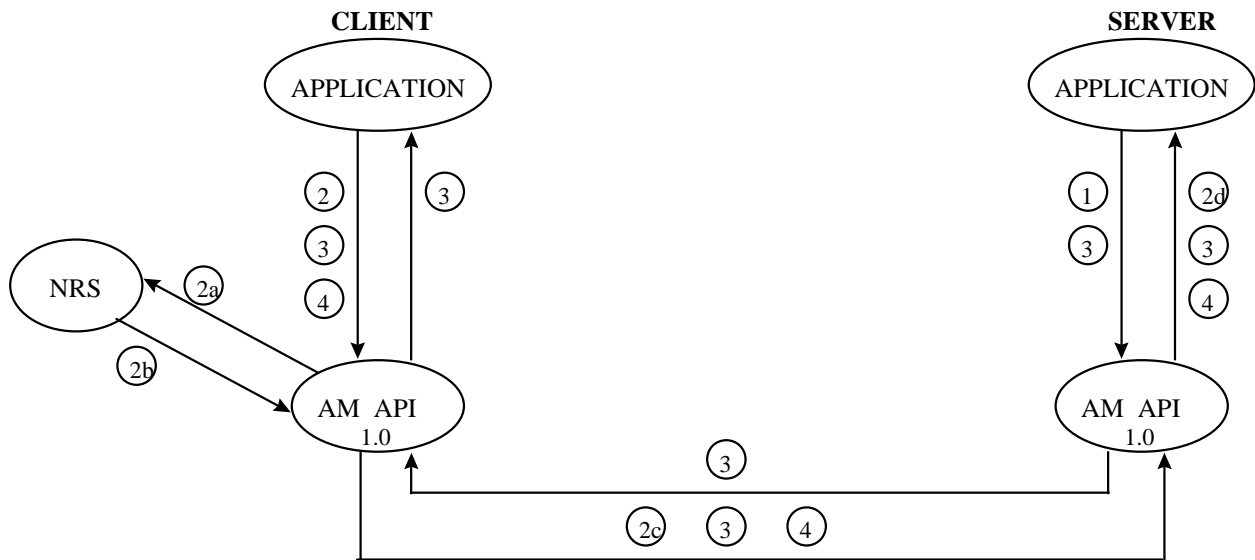 CLIENT
SERVER
APPLICATION
APPLICATION
2
3
1
2d
3
3
3
NRS
2a
4
4
2b
AM API
1.0
AM API
1.0
3
2c
3
4